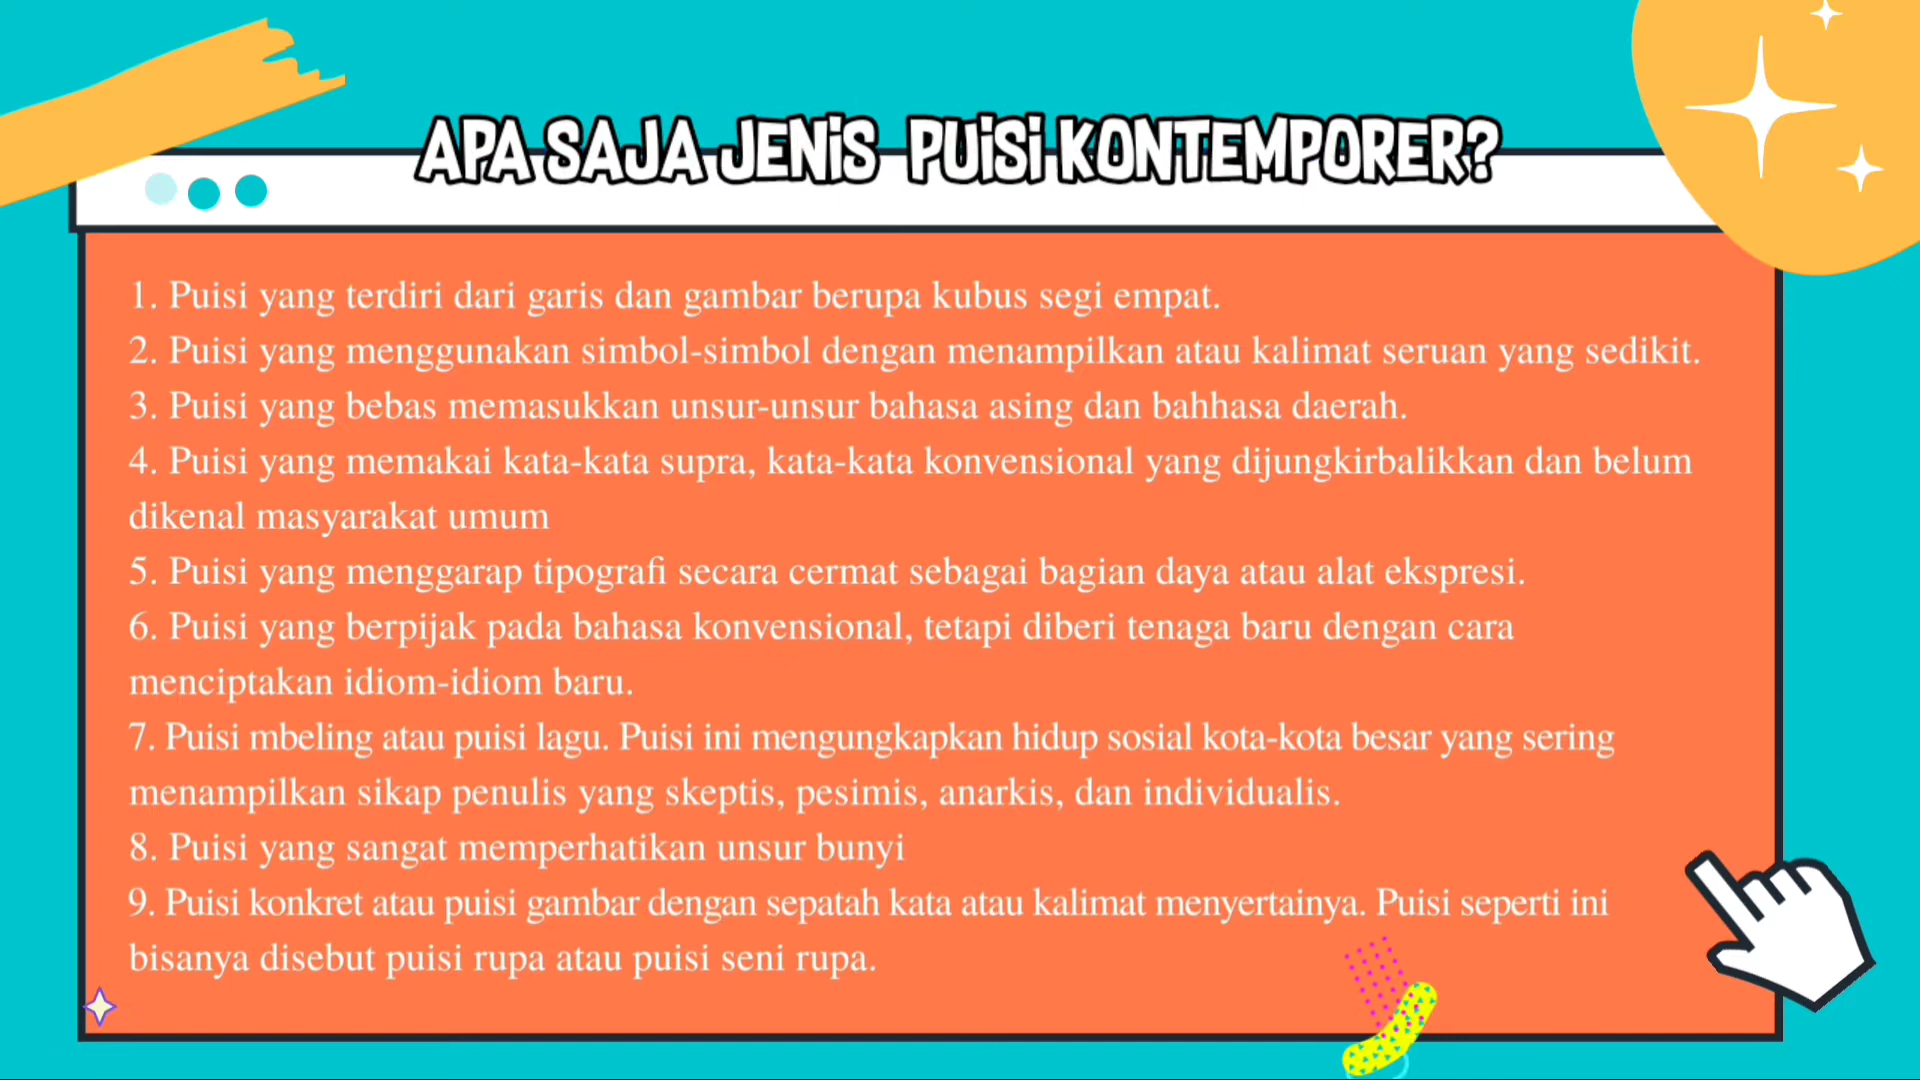 APA SAJA JENIS PUISI KONTEMPORER?
1. Puisi yang terdiri dari garis dan gambar berupa kubus segi empat.
2. Puisi yang menggunakan simbol-simbol dengan menampilkan atau kalimat seruan yang sedikit.
3. Puisi yang bebas memasukkan unsur-unsur bahasa asing dan bahhasa daerah.
4. Puisi yang memakai kata-kata supra, kata-kata konvensional yang dijungkirbalikkan dan belum
dikenal masyarakat umum
5. Puisi yang menggarap tipografi secara cermat sebagai bagian daya atau alat ekspresi.
6. Puisi yang berpijak pada bahasa konvensional, tetapi diberi tenaga baru dengan cara
menciptakan idiom-idiom baru.
7. Puisi mbeling atau puisi lagu. Puisi ini mengungkapkan hidup sosial kota-kota besar yang sering
menampilkan sikap penulis yang skeptis, pesimis, anarkis, dan individualis.
8. Puisi yang sangat memperhatikan unsur bunyi
9. Puisi konkret atau puisi gambar dengan sepatah kata atau kalimat menyertainya. Puisi seperti ini
bisanya disebut puisi rupa atau puisi seni rupa.